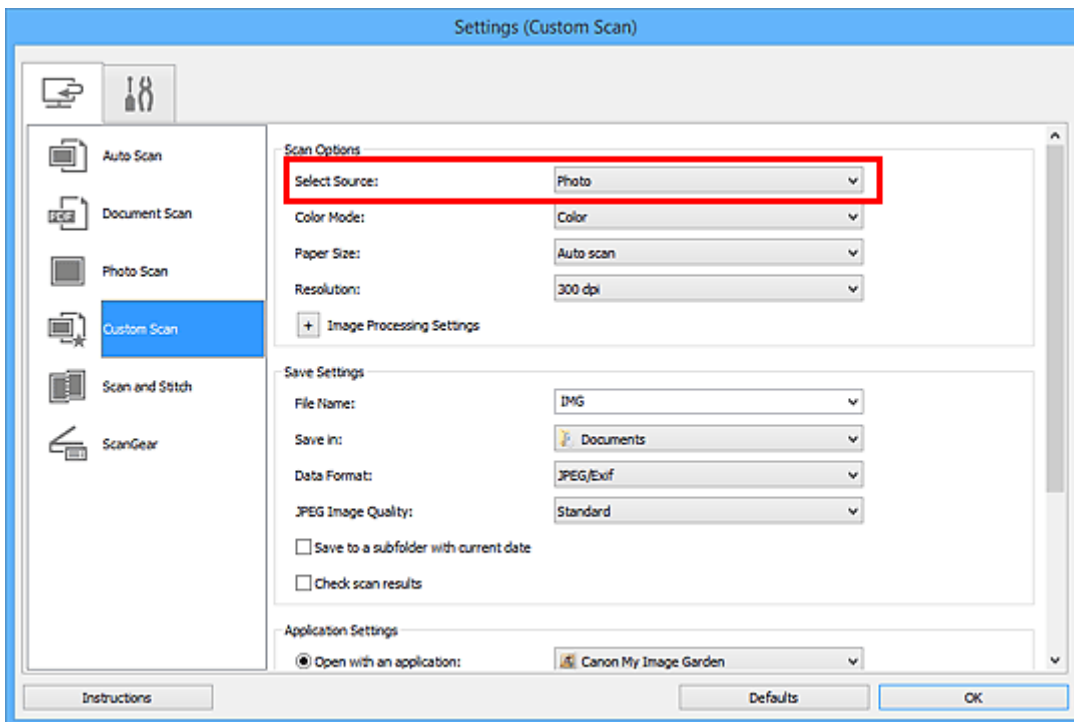 Settings (Custom Scan)
Auto Scan
PDF
Document Scan
Photo Scan
Custom Scan
Scan and Stitch
ScanGear
Scan Options
Select Source: Photo
Color Mode: Color
Paper Size: Auto scan
Resolution: 300 dpi
+ Image Processing Settings
Save Settings
File Name: IMG
Save in: Documents
Data Format: JPEG/Exif
JPEG Image Quality: Standard
Save to a subfolder with current date
Check scan results
Application Settings
Open with an application: Canon My Image Garden
Instructions Defaults OK